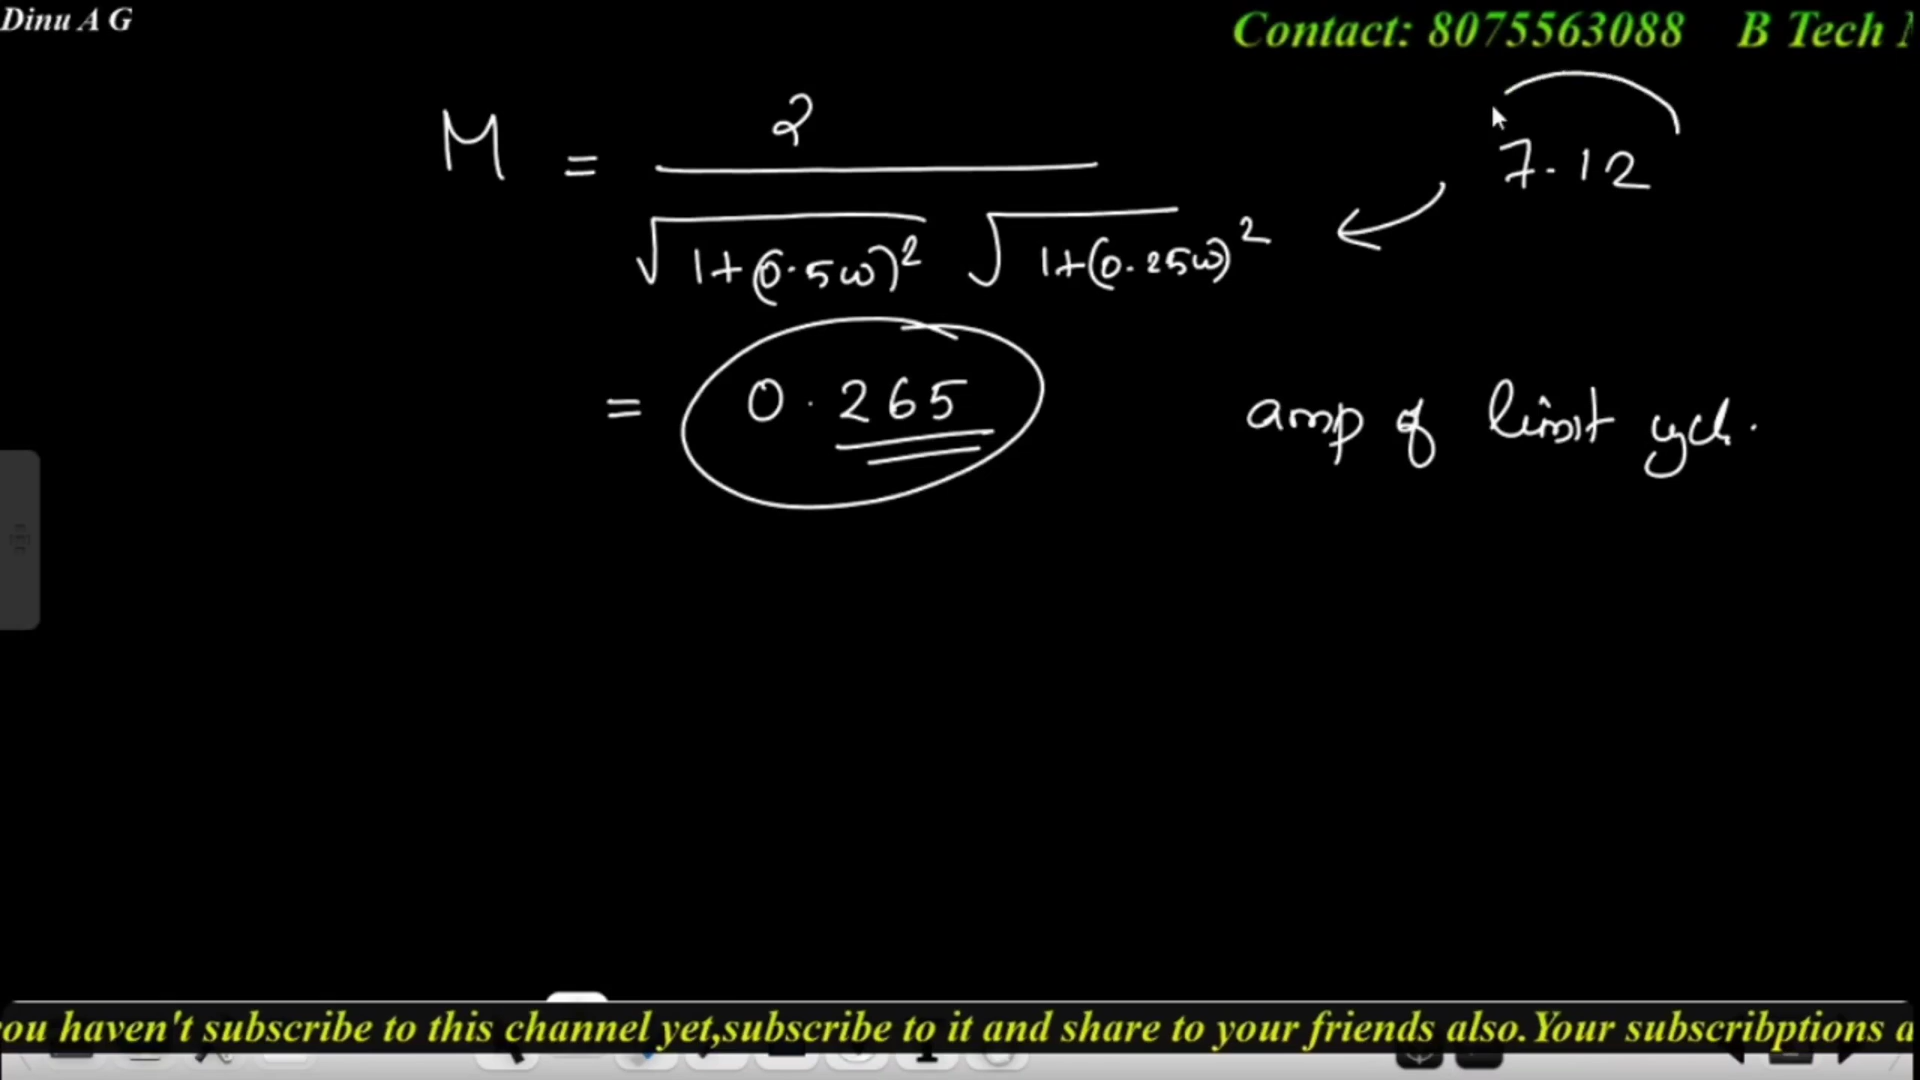 Dinu A G
Contact: 8075563088 B Tech
M = 2 / √1+(0.5ω)² √1+(0.25ω)²
7.12
= 0.265
amp of limit cycl.
ou haven't subscribe to this channel yet,subscribe to it and share to your friends also.Your subscribptions a